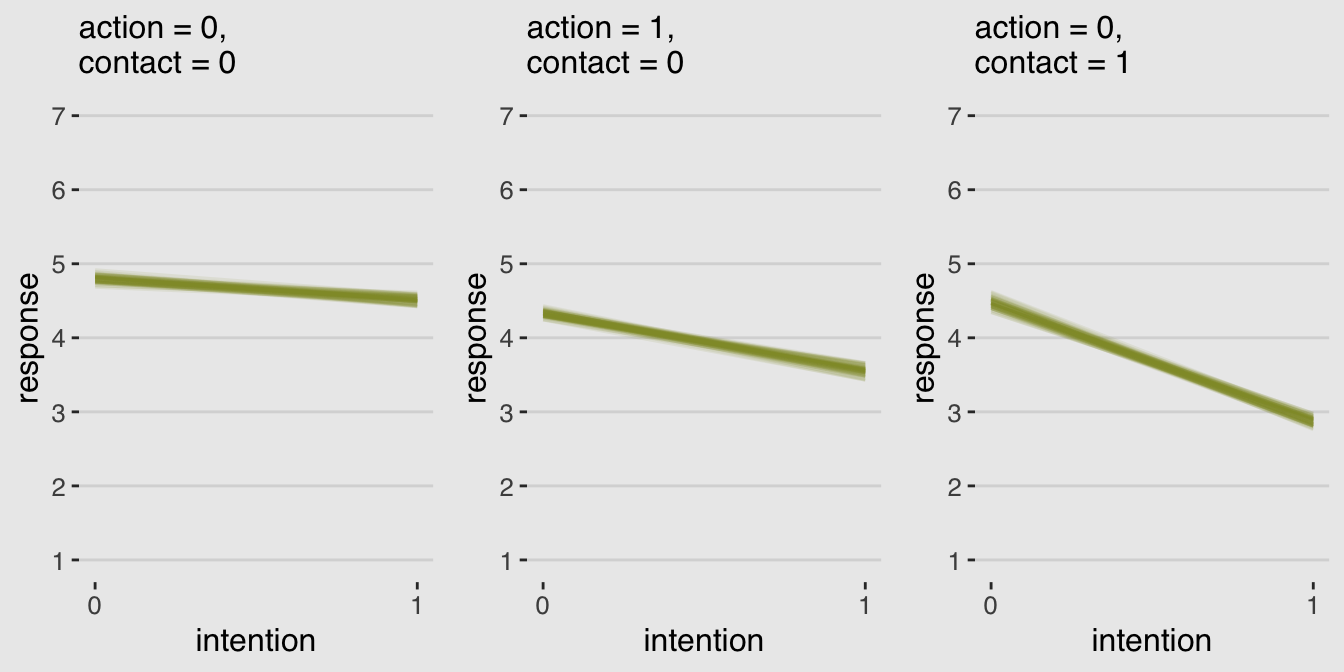 action = 0,
contact = 0
response
7
6
5
4
3
2
1
0 1
intention
action = 1,
contact = 0
response
7
6
5
4
3
2
1
0 1
intention
action = 0,
contact = 1
response
7
6
5
4
3
2
1
0 1
intention